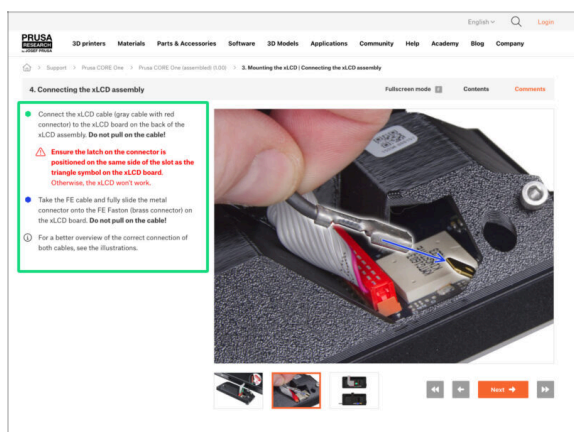 English
Login
PRUSA
RESEARCH
by JOSEF PRUSA
3D printers Materials Parts & Accessories Software 3D Models Applications Community Help Academy Blog Company
Support > Prusa CORE One > Prusa CORE One (assembled) (1.00) > 3. Mounting the xLCD | Connecting the xLCD assembly
4. Connecting the xLCD assembly
Fullscreen mode Contents Comments
Connect the xLCD cable (gray cable with red
connector) to the xLCD board on the back of the
xLCD assembly. Do not pull on the cable!
Ensure the latch on the connector is
positioned on the same side of the slot as the
triangle symbol on the xLCD board.
Otherwise, the xLCD won't work.
Take the FE cable and fully slide the metal
connector onto the FE Faston (brass connector) on
the xLCD board. Do not pull on the cable!
For a better overview of the correct connection of
both cables, see the illustrations.
Next